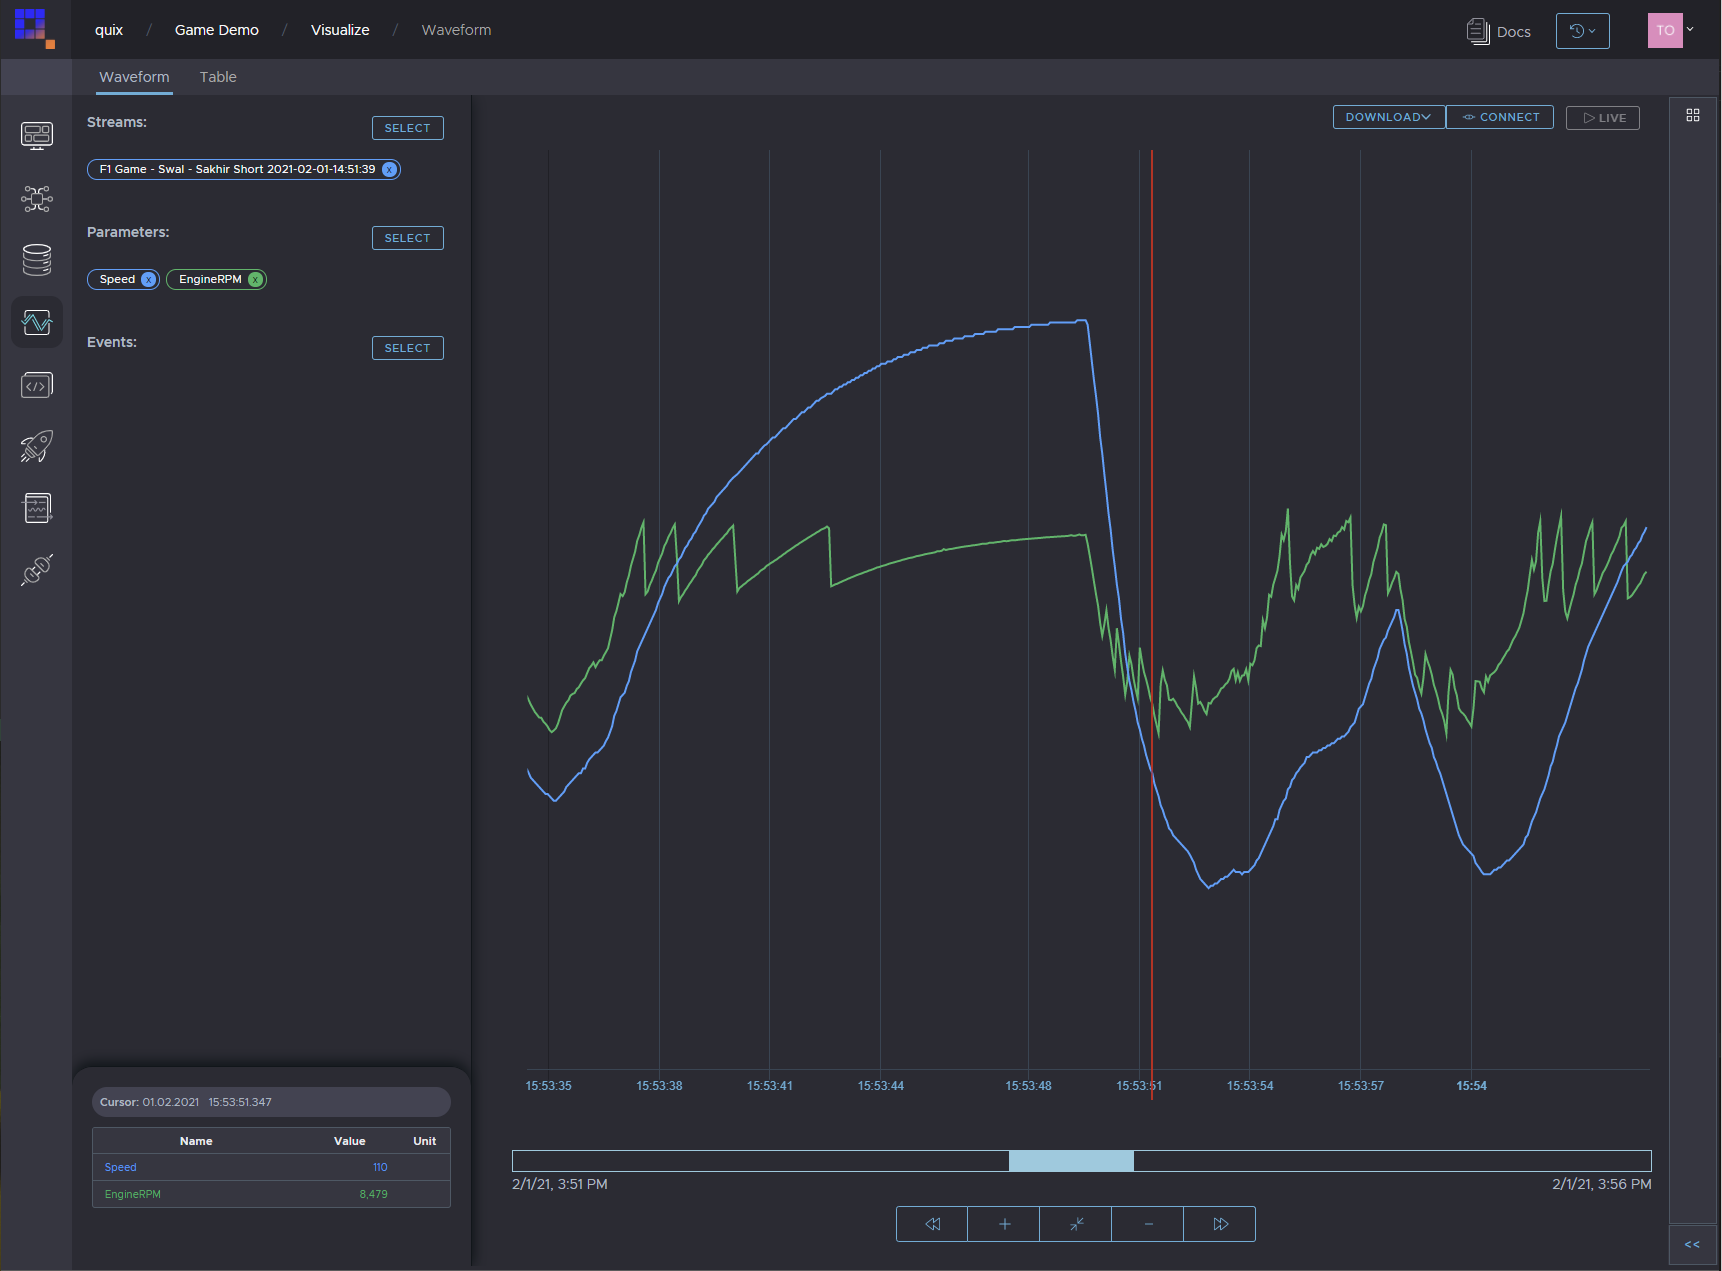 quix / Game Demo / Visualize / Waveform
Docs
TO
Waveform Table
Streams:
SELECT
F1 Game - Swal - Sakhir Short 2021-02-01-14:51:39 x
Parameters:
SELECT
Speed x EngineRPM x
Events:
SELECT
DOWNLOAD CONNECT LIVE
15:53:35 15:53:38 15:53:41 15:53:44 15:53:48 15:53:51 15:53:54 15:53:57 15:54
Cursor: 01.02.2021 15:53:51.347
Name Value Unit
Speed 110
EngineRPM 8,479
2/1/21, 3:51 PM 2/1/21, 3:56 PM
+ −
<<